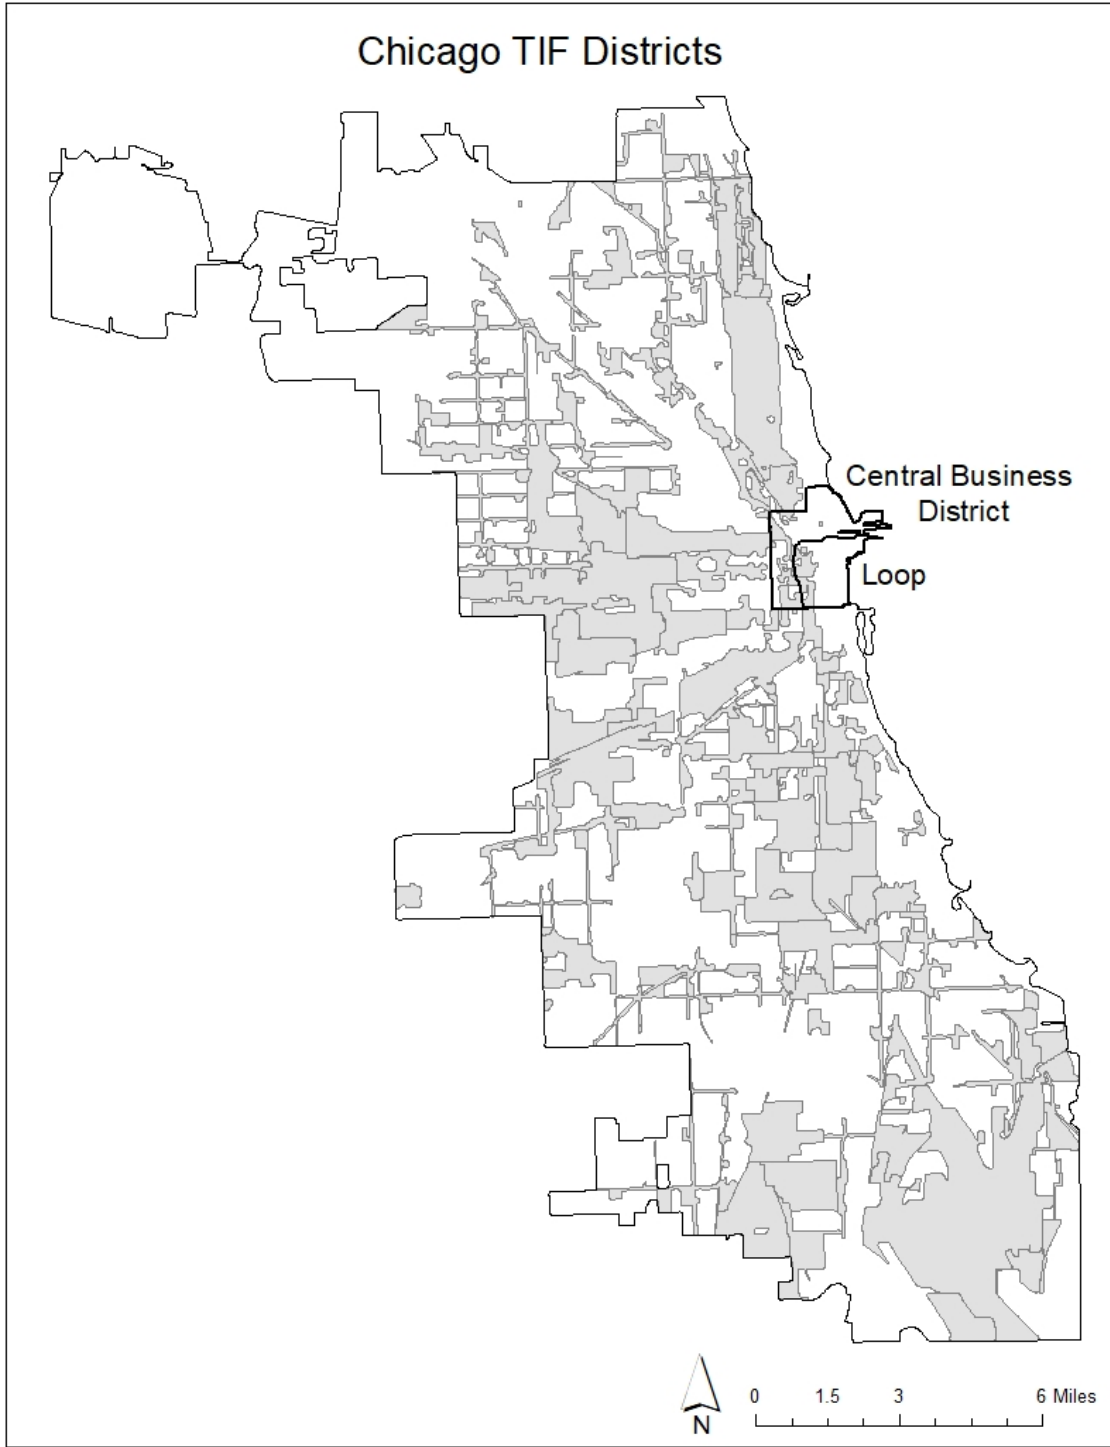 Chicago TIF Districts
Central Business
District
Loop
N
0 1.5 3 6 Miles